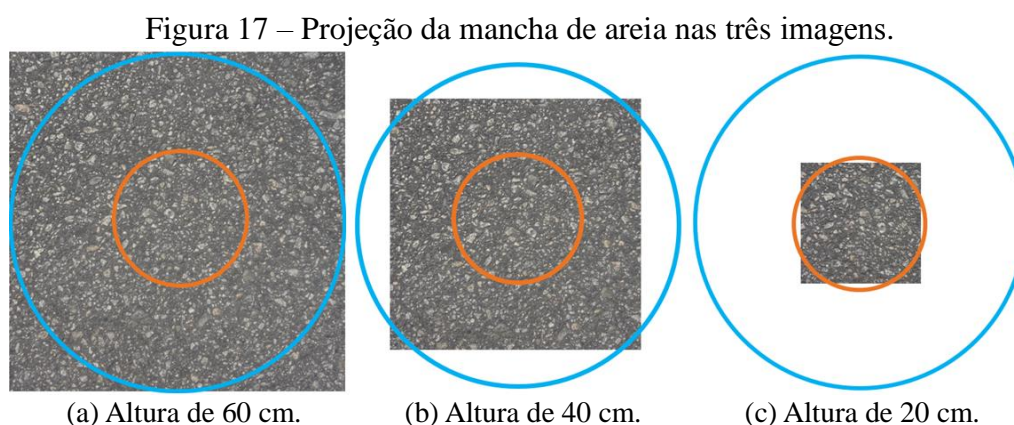 Figura 17 – Projeção da mancha de areia nas três imagens.
(a) Altura de 60 cm.
(b) Altura de 40 cm.
(c) Altura de 20 cm.